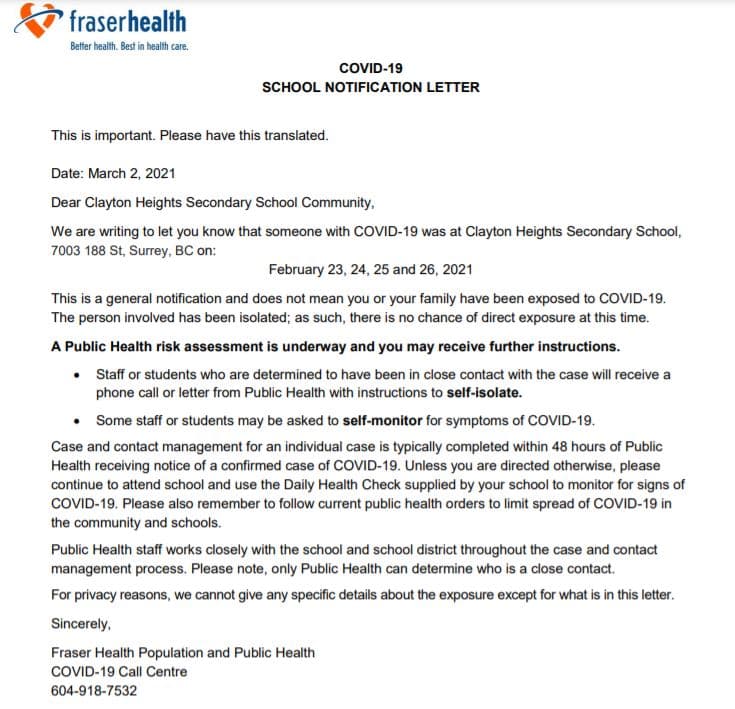 fraserhealth
Better health. Best in health care.
COVID-19
SCHOOL NOTIFICATION LETTER
This is important. Please have this translated.
Date: March 2, 2021
Dear Clayton Heights Secondary School Community,
We are writing to let you know that someone with COVID-19 was at Clayton Heights Secondary School,
7003 188 St, Surrey, BC on:
February 23, 24, 25 and 26, 2021
This is a general notification and does not mean you or your family have been exposed to COVID-19.
The person involved has been isolated; as such, there is no chance of direct exposure at this time.
A Public Health risk assessment is underway and you may receive further instructions.
• Staff or students who are determined to have been in close contact with the case will receive a
phone call or letter from Public Health with instructions to self-isolate.
• Some staff or students may be asked to self-monitor for symptoms of COVID-19.
Case and contact management for an individual case is typically completed within 48 hours of Public
Health receiving notice of a confirmed case of COVID-19. Unless you are directed otherwise, please
continue to attend school and use the Daily Health Check supplied by your school to monitor for signs of
COVID-19. Please also remember to follow current public health orders to limit spread of COVID-19 in
the community and schools.
Public Health staff works closely with the school and school district throughout the case and contact
management process. Please note, only Public Health can determine who is a close contact.
For privacy reasons, we cannot give any specific details about the exposure except for what is in this letter.
Sincerely,
Fraser Health Population and Public Health
COVID-19 Call Centre
604-918-7532